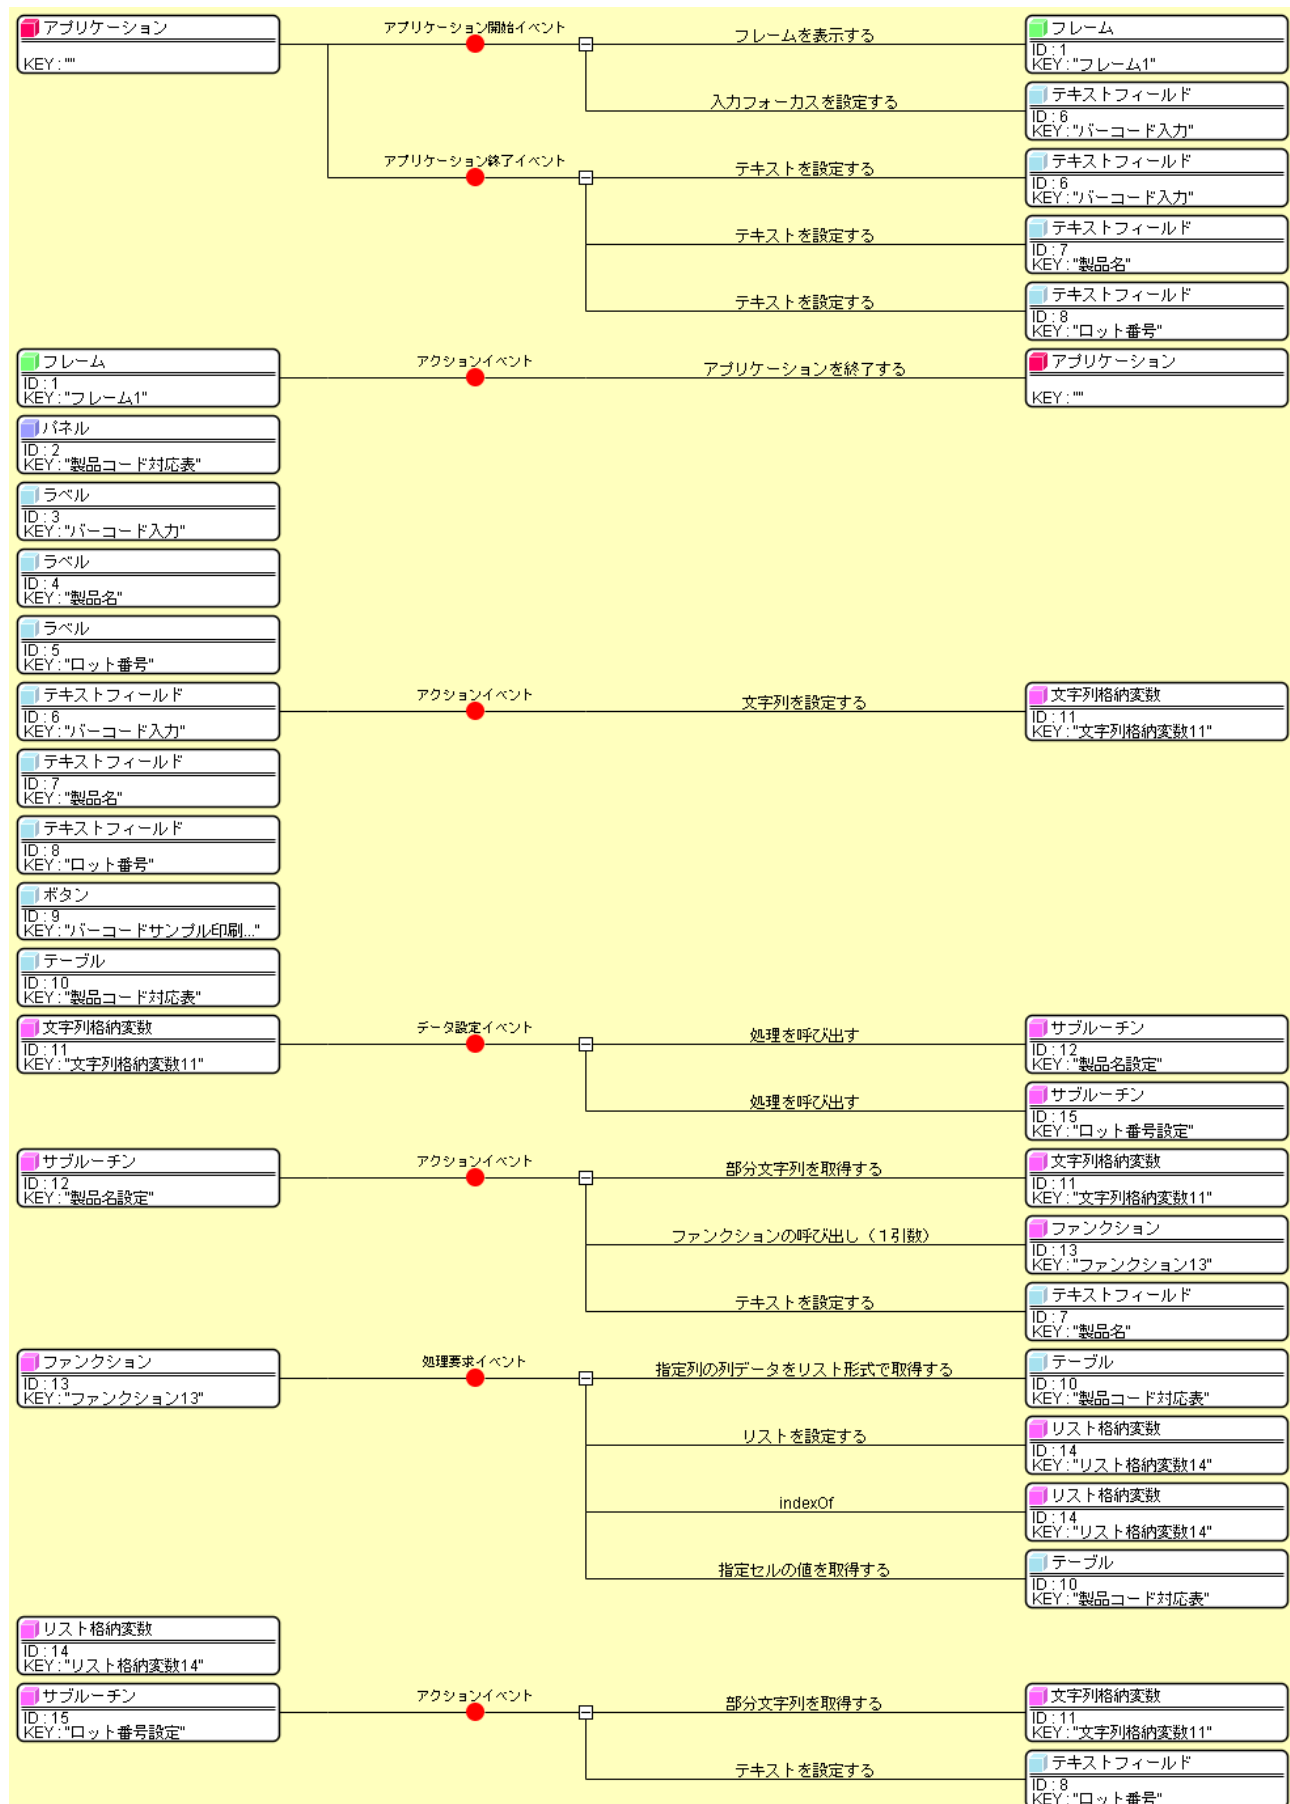 アプリケーション
KEY : ""
アプリケーション開始イベント
フレームを表示する
フレーム
ID : 1
KEY : "フレーム1"
入力フォーカスを設定する
テキストフィールド
ID : 6
KEY : "バーコード入力"
アプリケーション終了イベント
テキストを設定する
テキストフィールド
ID : 6
KEY : "バーコード入力"
テキストを設定する
テキストフィールド
ID : 7
KEY : "製品名"
テキストを設定する
テキストフィールド
ID : 8
KEY : "ロット番号"
フレーム
ID : 1
KEY : "フレーム1"
アクションイベント
アプリケーションを終了する
アプリケーション
KEY : ""
パネル
ID : 2
KEY : "製品コード対応表"
ラベル
ID : 3
KEY : "バーコード入力"
ラベル
ID : 4
KEY : "製品名"
ラベル
ID : 5
KEY : "ロット番号"
テキストフィールド
ID : 6
KEY : "バーコード入力"
アクションイベント
文字列を設定する
文字列格納変数
ID : 11
KEY : "文字列格納変数11"
テキストフィールド
ID : 7
KEY : "製品名"
テキストフィールド
ID : 8
KEY : "ロット番号"
ボタン
ID : 9
KEY : "バーコードサンプル印刷..."
テーブル
ID : 10
KEY : "製品コード対応表"
文字列格納変数
ID : 11
KEY : "文字列格納変数11"
データ設定イベント
処理を呼び出す
サブルーチン
ID : 12
KEY : "製品名設定"
処理を呼び出す
サブルーチン
ID : 15
KEY : "ロット番号設定"
サブルーチン
ID : 12
KEY : "製品名設定"
アクションイベント
部分文字列を取得する
文字列格納変数
ID : 11
KEY : "文字列格納変数11"
ファンクションの呼び出し（1引数）
ファンクション
ID : 13
KEY : "ファンクション13"
テキストを設定する
テキストフィールド
ID : 7
KEY : "製品名"
ファンクション
ID : 13
KEY : "ファンクション13"
処理要求イベント
指定列の列データをリスト形式で取得する
テーブル
ID : 10
KEY : "製品コード対応表"
リストを設定する
リスト格納変数
ID : 14
KEY : "リスト格納変数14"
indexOf
リスト格納変数
ID : 14
KEY : "リスト格納変数14"
指定セルの値を取得する
テーブル
ID : 10
KEY : "製品コード対応表"
リスト格納変数
ID : 14
KEY : "リスト格納変数14"
サブルーチン
ID : 15
KEY : "ロット番号設定"
アクションイベント
部分文字列を取得する
文字列格納変数
ID : 11
KEY : "文字列格納変数11"
テキストを設定する
テキストフィールド
ID : 8
KEY : "ロット番号"